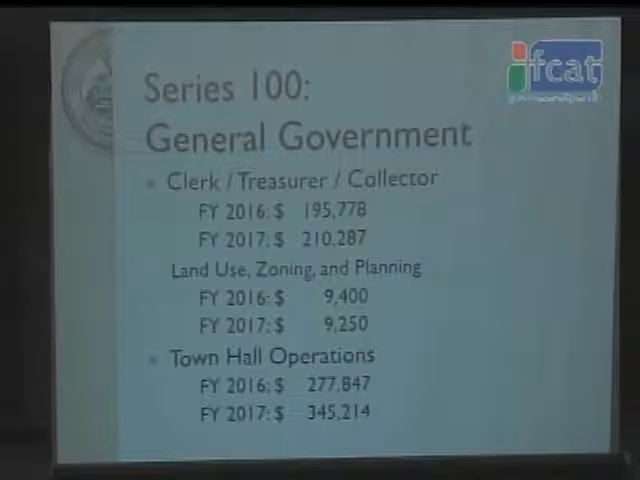 fcat
Series 100:
General Government
• Clerk / Treasurer / Collector
FY 2016: $ 195,778
FY 2017: $ 210,287
Land Use, Zoning, and Planning
FY 2016: $ 9,400
FY 2017: $ 9,250
• Town Hall Operations
FY 2016: $ 277,847
FY 2017: $ 345,214